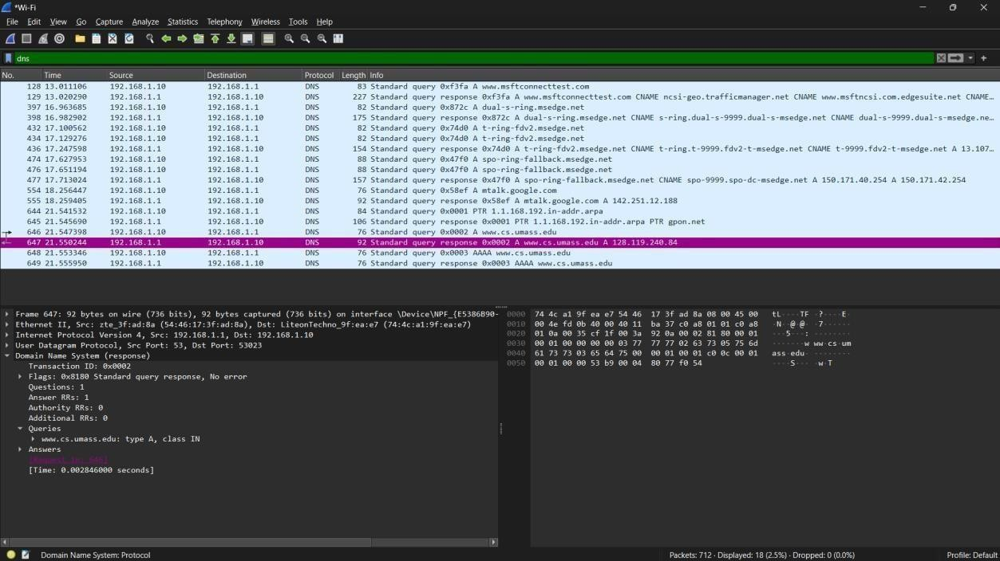 *Wi-Fi
File Edit View Go Capture Analyze Statistics Telephony Wireless Tools Help
dns
No. Time Source Destination Protocol Length Info
128 13.011106 192.168.1.10 192.168.1.1 DNS 83 Standard query 0xf3fa A www.msftconnecttest.com
129 13.020290 192.168.1.1 192.168.1.10 DNS 227 Standard query response 0xf3fa A www.msftconnecttest.com CNAME ncsi-geo.trafficmanager.net CNAME www.msftncsi.com.edgesuite.net CNAME…
397 16.963685 192.168.1.10 192.168.1.1 DNS 82 Standard query 0x872c A dual-s-ring.msedge.net
398 16.982902 192.168.1.1 192.168.1.10 DNS 175 Standard query response 0x872c A dual-s-ring.msedge.net CNAME s-ring.dual-s-9999.dual-s-msedge.net CNAME dual-s-9999.dual-s-msedge.ne…
432 17.100562 192.168.1.10 192.168.1.1 DNS 82 Standard query 0x74d0 A t-ring-fdv2.msedge.net
434 17.129276 192.168.1.10 192.168.1.1 DNS 82 Standard query 0x74d0 A t-ring-fdv2.msedge.net
436 17.247598 192.168.1.1 192.168.1.10 DNS 154 Standard query response 0x74d0 A t-ring-fdv2.msedge.net CNAME t-ring.t-9999.fdv2-t-msedge.net CNAME t-9999.fdv2-t-msedge.net A 13.107…
474 17.627953 192.168.1.10 192.168.1.1 DNS 88 Standard query 0x47f0 A spo-ring-fallback.msedge.net
476 17.651194 192.168.1.10 192.168.1.1 DNS 88 Standard query 0x47f0 A spo-ring-fallback.msedge.net
477 17.713024 192.168.1.1 192.168.1.10 DNS 157 Standard query response 0x47f0 A spo-ring-fallback.msedge.net CNAME spo-9999.spo-dc-msedge.net A 150.171.40.254 A 150.171.42.254
554 18.256447 192.168.1.10 192.168.1.1 DNS 76 Standard query 0x58ef A mtalk.google.com
555 18.259405 192.168.1.1 192.168.1.10 DNS 92 Standard query response 0x58ef A mtalk.google.com A 142.251.12.188
644 21.541532 192.168.1.10 192.168.1.1 DNS 84 Standard query 0x0001 PTR 1.1.168.192.in-addr.arpa
645 21.545690 192.168.1.1 192.168.1.10 DNS 106 Standard query response 0x0001 PTR 1.1.168.192.in-addr.arpa PTR gpon.net
646 21.547398 192.168.1.10 192.168.1.1 DNS 76 Standard query 0x0002 A www.cs.umass.edu
647 21.550244 192.168.1.1 192.168.1.10 DNS 92 Standard query response 0x0002 A www.cs.umass.edu A 128.119.240.84
648 21.553346 192.168.1.10 192.168.1.1 DNS 76 Standard query 0x0003 AAAA www.cs.umass.edu
649 21.555950 192.168.1.1 192.168.1.10 DNS 76 Standard query response 0x0003 AAAA www.cs.umass.edu
Frame 647: 92 bytes on wire (736 bits), 92 bytes captured (736 bits) on interface \Device\NPF_{E5386B90-
Ethernet II, Src: zte_3f:ad:8a (54:46:17:3f:ad:8a), Dst: LiteonTechno_9f:ea:e7 (74:4c:a1:9f:ea:e7)
Internet Protocol Version 4, Src: 192.168.1.1, Dst: 192.168.1.10
User Datagram Protocol, Src Port: 53, Dst Port: 53023
Domain Name System (response)
Transaction ID: 0x0002
Flags: 0x8180 Standard query response, No error
Questions: 1
Answer RRs: 1
Authority RRs: 0
Additional RRs: 0
Queries
www.cs.umass.edu: type A, class IN
Answers
[Request In: 646]
[Time: 0.002846000 seconds]
0000 74 4c a1 9f ea e7 54 46 17 3f ad 8a 08 00 45 00 tL····TF ·?····E·
0010 00 4e fd 0b 40 00 40 11 ba 37 c0 a8 01 01 c0 a8 ·N··@·@· ·7······
0020 01 0a 00 35 cf 1f 00 3a 92 0a 00 02 81 80 00 01 ···5···: ········
0030 00 01 00 00 00 00 03 77 77 77 02 63 73 05 75 6d ·······w ww·cs·um
0040 61 73 73 03 65 64 75 00 00 01 00 01 c0 0c 00 01 ass·edu· ········
0050 00 01 00 00 53 b9 00 04 80 77 f0 54 ····S··· ·w·T
Domain Name System: Protocol
Packets: 712 · Displayed: 18 (2.5%) · Dropped: 0 (0.0%)
Profile: Default